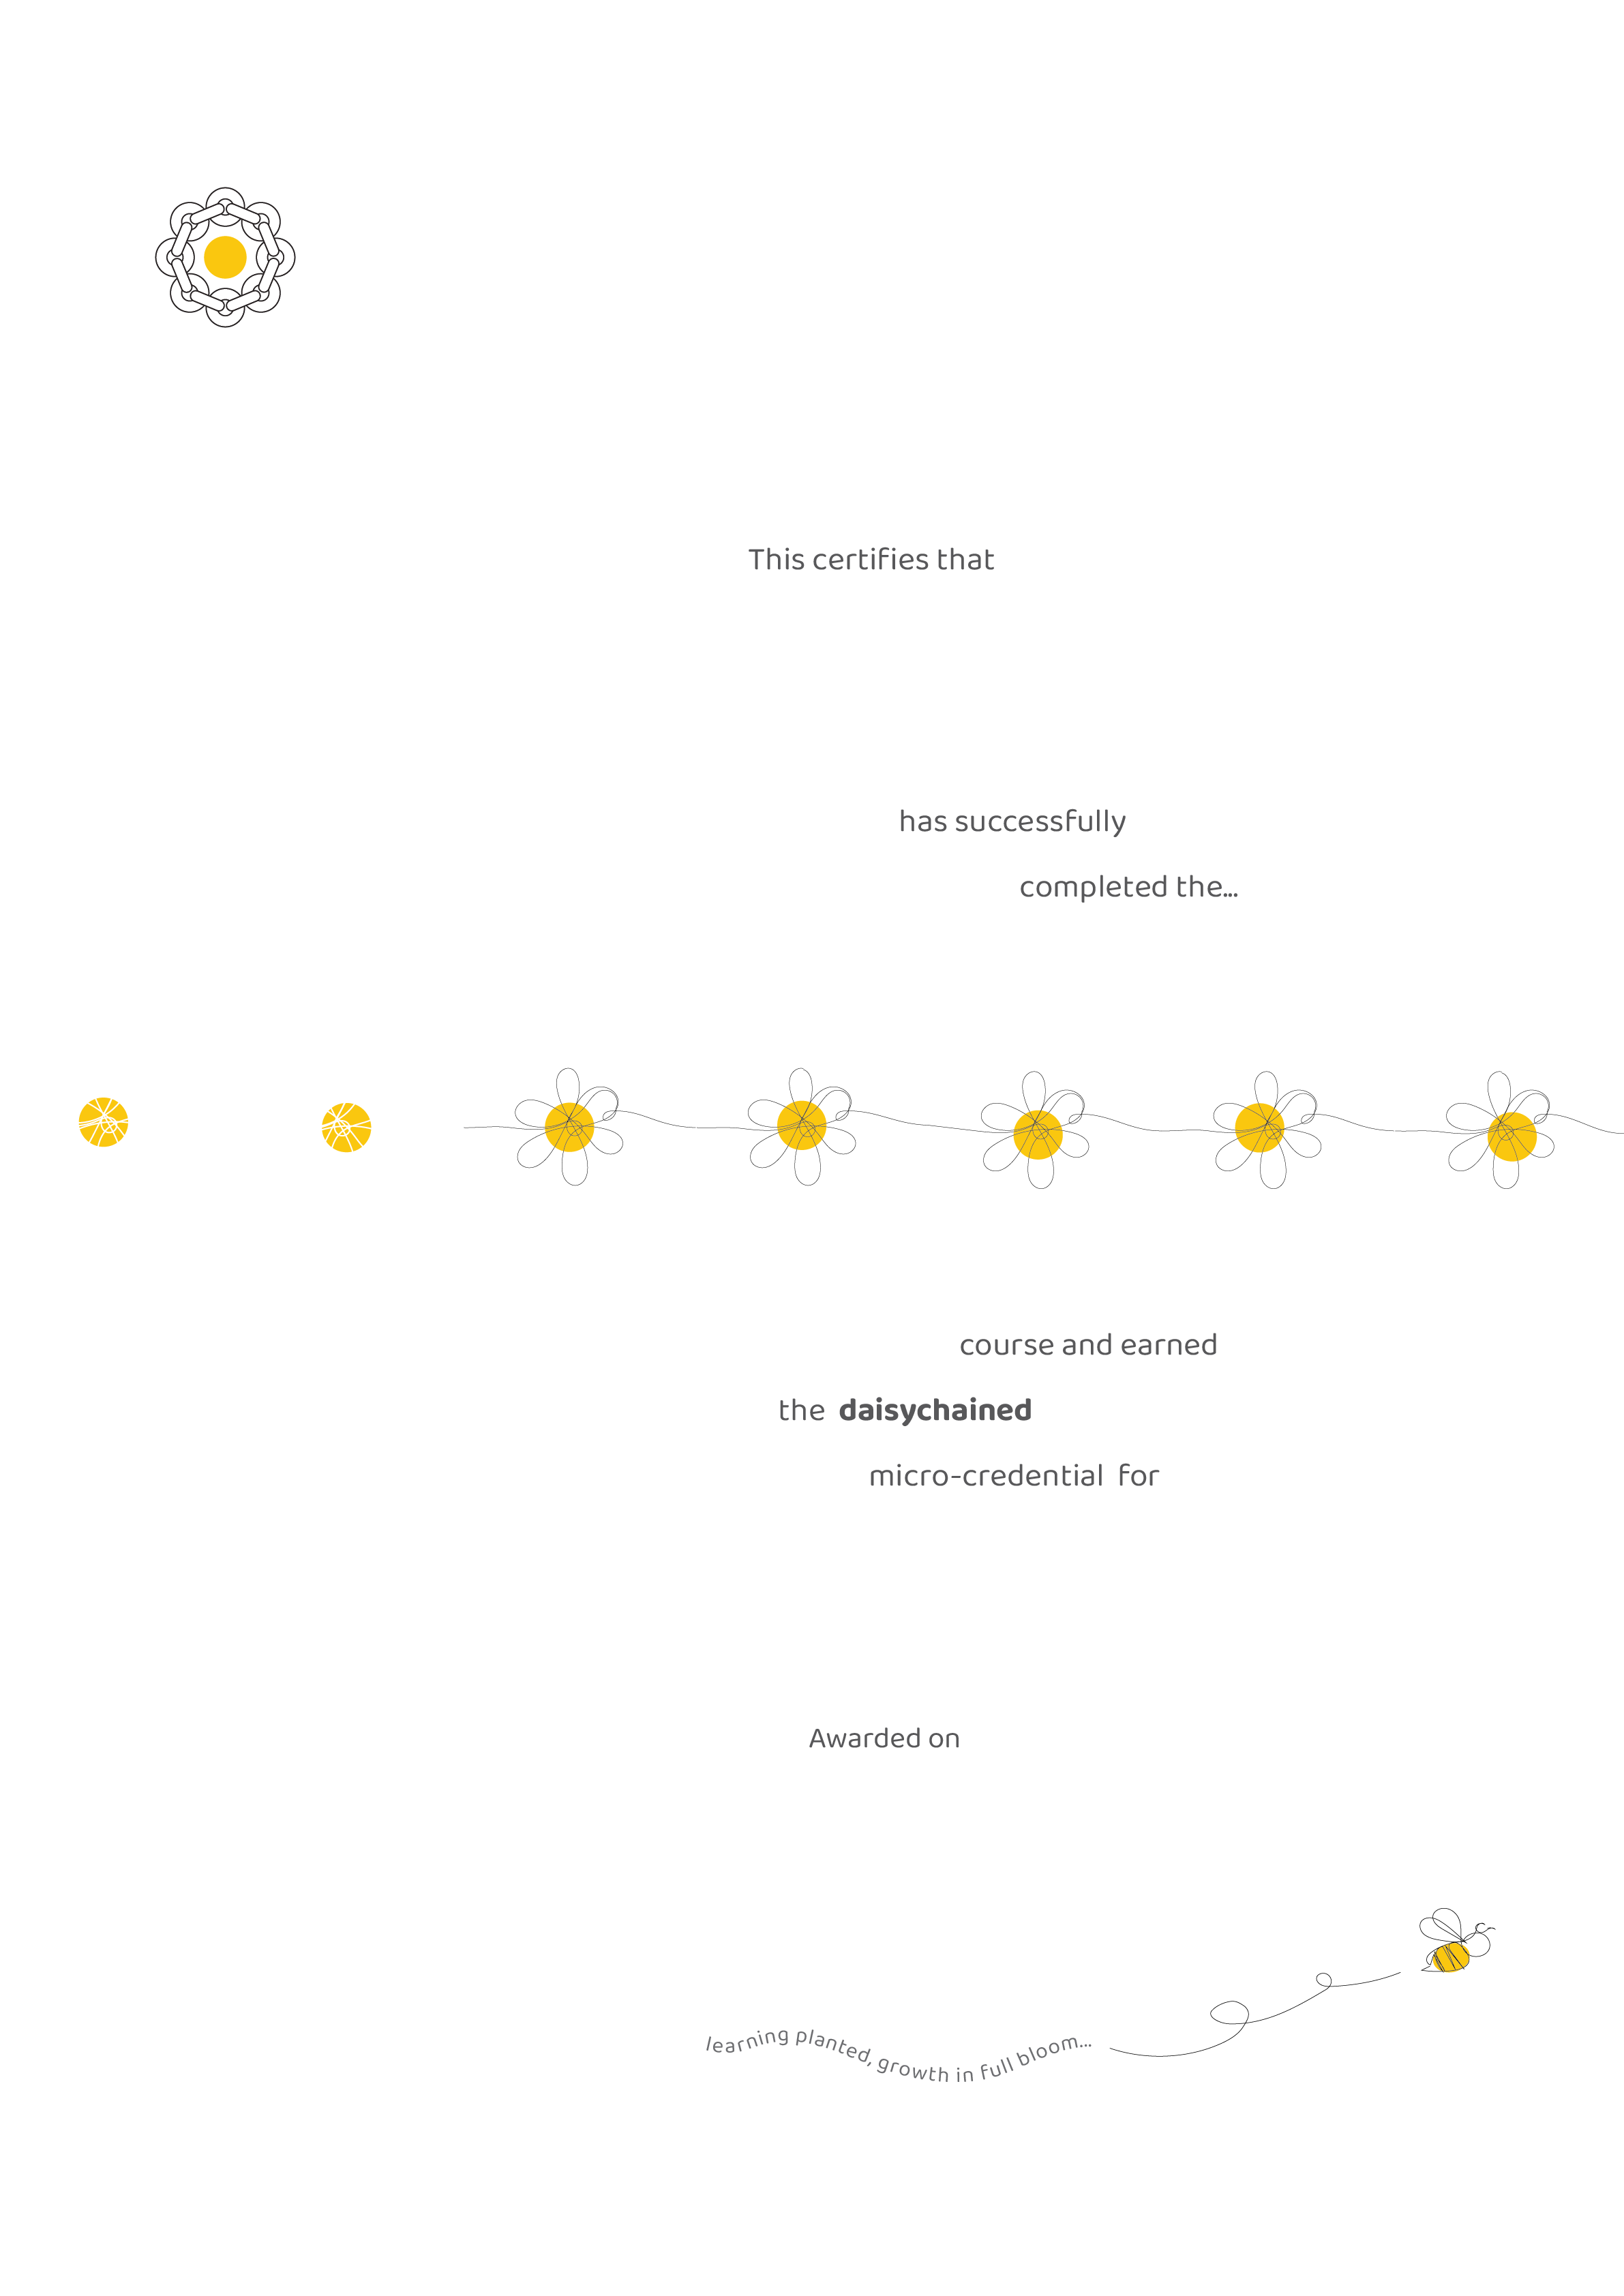 This certifies that
has successfully
completed the...
course and earned
the daisychained
micro-credential for
Awarded on
learning planted, growth in full bloom...